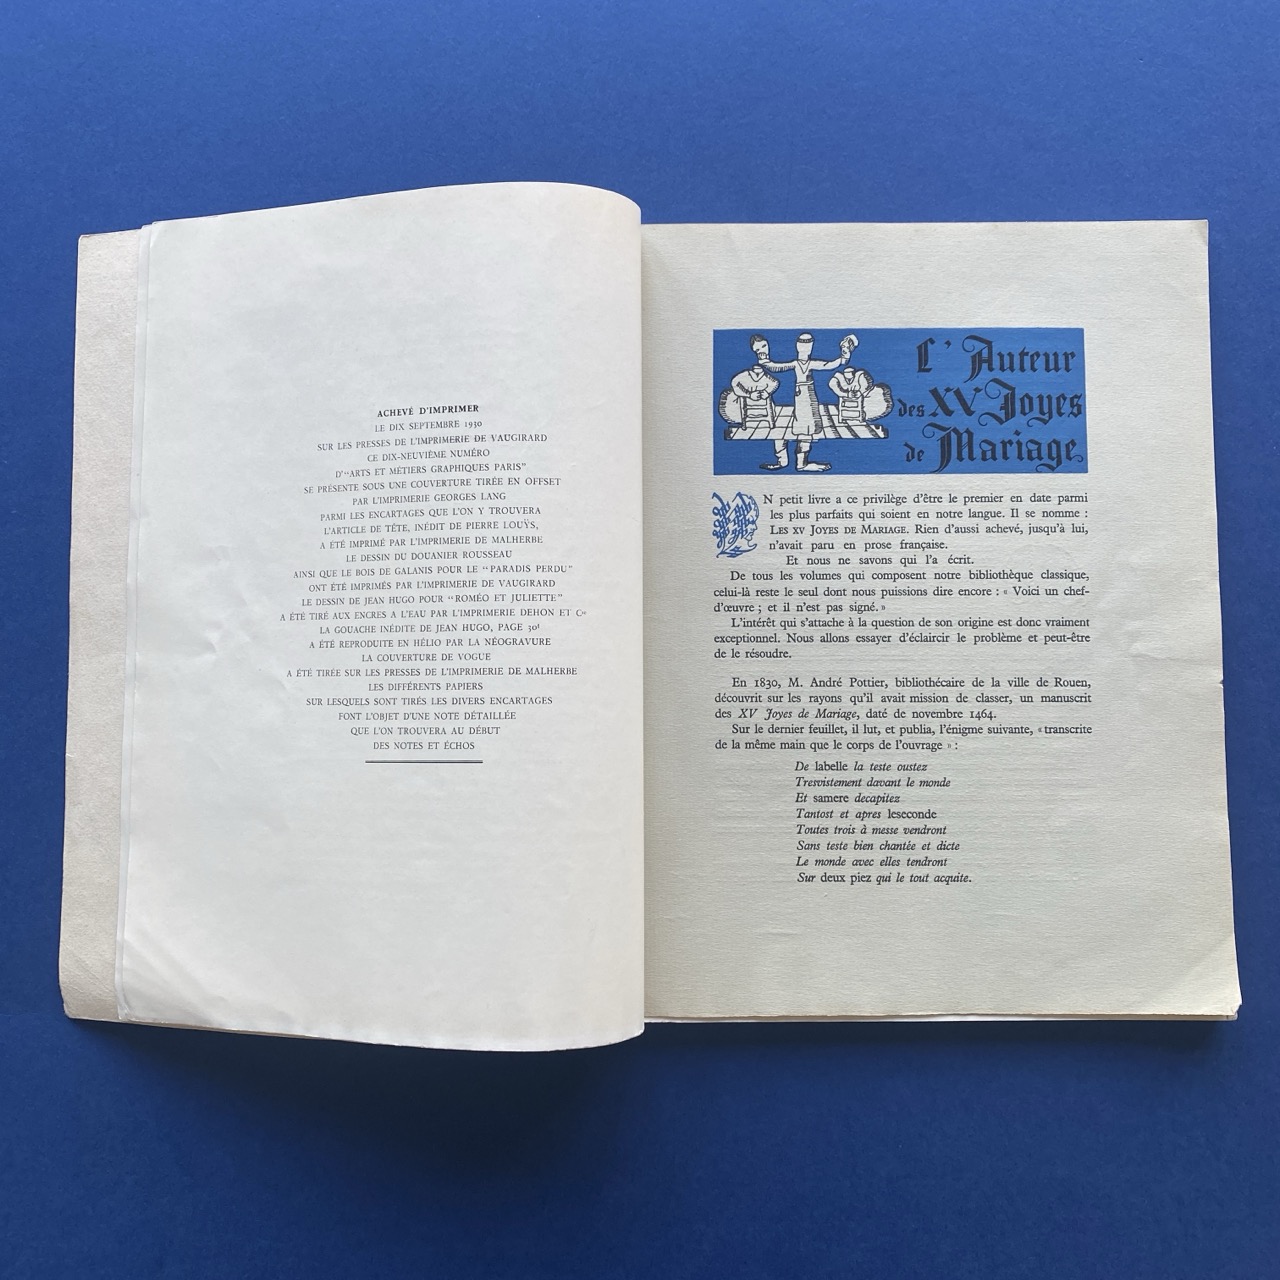 ACHEVÉ D'IMPRIMER
LE DIX SEPTEMBRE 1930
SUR LES PRESSES DE L'IMPRIMERIE DE VAUGIRARD
CE DIX-NEUVIÈME NUMÉRO
D'"ARTS ET MÉTIERS GRAPHIQUES PARIS"
SE PRÉSENTE SOUS UNE COUVERTURE TIRÉE EN OFFSET
PAR L'IMPRIMERIE GEORGES LANG
PARMI LES ENCARTAGES QUE L'ON Y TROUVERA
L'ARTICLE DE TÊTE, INÉDIT DE PIERRE LOUŸS,
A ÉTÉ IMPRIMÉ PAR L'IMPRIMERIE DE MALHERBE
LE DESSIN DU DOUANIER ROUSSEAU
AINSI QUE LE BOIS DE GALANIS POUR LE "PARADIS PERDU"
ONT ÉTÉ IMPRIMÉS PAR L'IMPRIMERIE DE VAUGIRARD
LE DESSIN DE JEAN HUGO POUR "ROMÉO ET JULIETTE"
A ÉTÉ TIRÉ AUX ENCRES A L'EAU PAR L'IMPRIMERIE DEHON ET Cie
LA GOUACHE INÉDITE DE JEAN HUGO, PAGE 30¹
A ÉTÉ REPRODUITE EN HÉLIO PAR LA NÉOGRAVURE
LA COUVERTURE DE VOGUE
A ÉTÉ TIRÉE SUR LES PRESSES DE L'IMPRIMERIE DE MALHERBE
LES DIFFÉRENTS PAPIERS
SUR LESQUELS SONT TIRÉS LES DIVERS ENCARTAGES
FONT L'OBJET D'UNE NOTE DÉTAILLÉE
QUE L'ON TROUVERA AU DÉBUT
DES NOTES ET ÉCHOS
L'Auteur
des XV Joyes
de Mariage
UN petit livre a ce privilège d'être le premier en date parmi
les plus parfaits qui soient en notre langue. Il se nomme :
LES XV JOYES DE MARIAGE. Rien d'aussi achevé, jusqu'à lui,
n'avait paru en prose française.
Et nous ne savons qui l'a écrit.
De tous les volumes qui composent notre bibliothèque classique,
celui-là reste le seul dont nous puissions dire encore : « Voici un chef-
d'œuvre ; et il n'est pas signé. »
L'intérêt qui s'attache à la question de son origine est donc vraiment
exceptionnel. Nous allons essayer d'éclaircir le problème et peut-être
de le résoudre.
En 1830, M. André Pottier, bibliothécaire de la ville de Rouen,
découvrit sur les rayons qu'il avait mission de classer, un manuscrit
des XV Joyes de Mariage, daté de novembre 1464.
Sur le dernier feuillet, il lut, et publia, l'énigme suivante, « transcrite
de la même main que le corps de l'ouvrage » :
De labelle la teste oustez
Tresvistement davant le monde
Et samere decapitez
Tantost et apres leseconde
Toutes trois à messe vendront
Sans teste bien chantée et dicte
Le monde avec elles tendront
Sur deux piez qui le tout acquite.